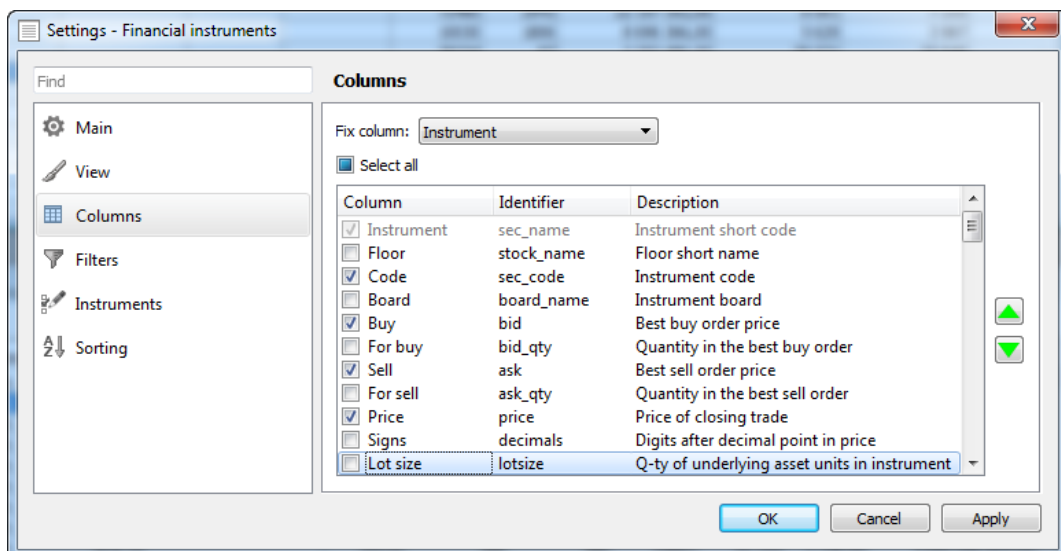 Settings - Financial instruments
Find
Main
View
Columns
Filters
Instruments
Sorting
Columns
Fix column: Instrument
Select all
Column Identifier Description
Instrument sec_name Instrument short code
Floor stock_name Floor short name
Code sec_code Instrument code
Board board_name Instrument board
Buy bid Best buy order price
For buy bid_qty Quantity in the best buy order
Sell ask Best sell order price
For sell ask_qty Quantity in the best sell order
Price price Price of closing trade
Signs decimals Digits after decimal point in price
Lot size lotsize Q-ty of underlying asset units in instrument
OK Cancel Apply